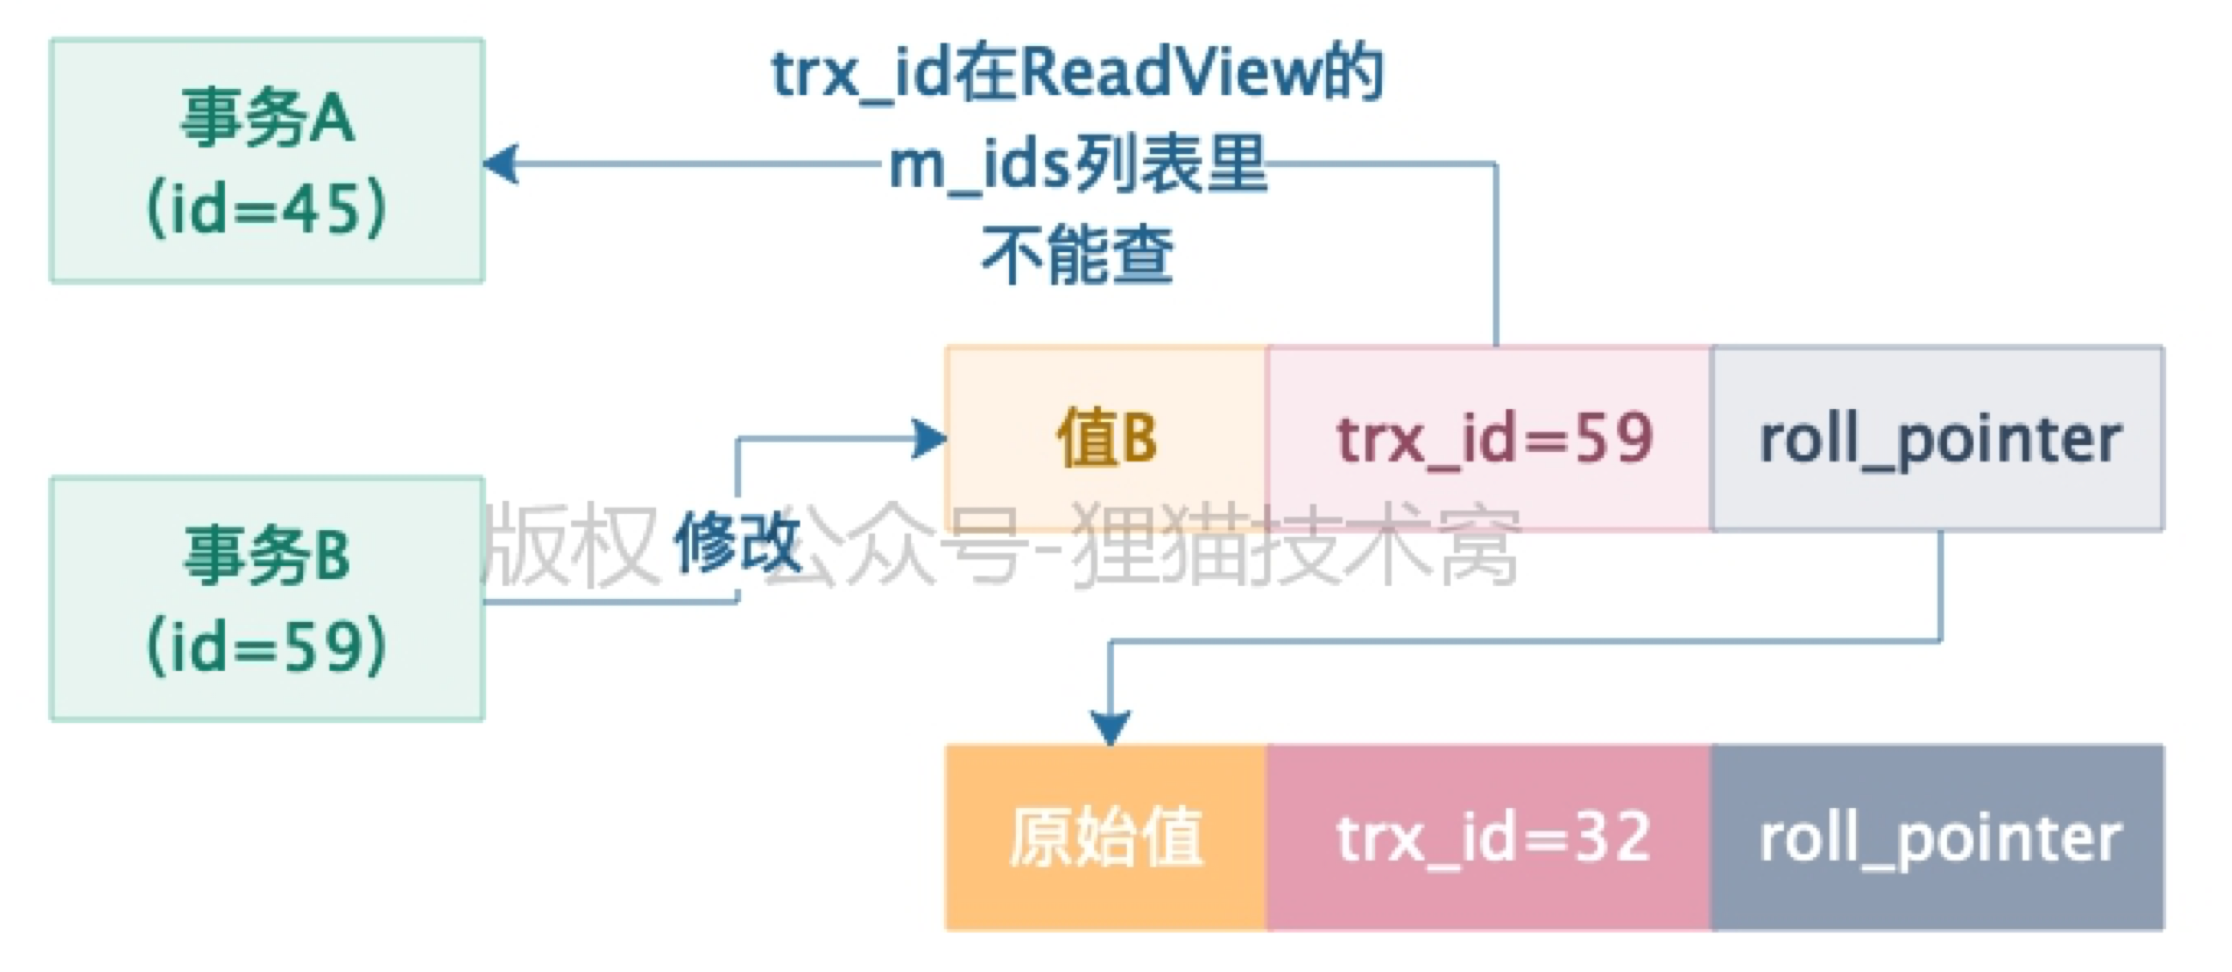 事务A
(id=45)
trx_id在ReadView的
m_ids列表里
不能查
值B
trx_id=59
roll_pointer
事务B
(id=59)
修改
版权 公众号-狸猫技术窝
原始值
trx_id=32
roll_pointer